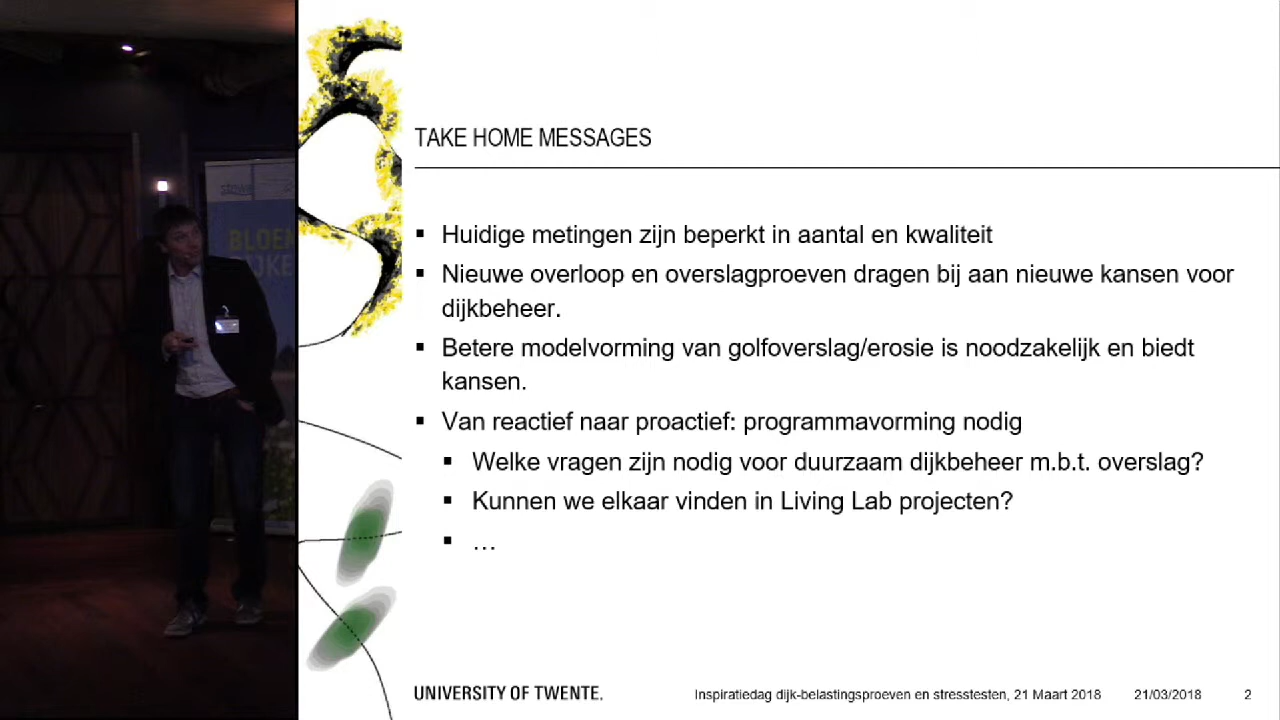 TAKE HOME MESSAGES
▪ Huidige metingen zijn beperkt in aantal en kwaliteit
▪ Nieuwe overloop en overslagproeven dragen bij aan nieuwe kansen voor
dijkbeheer.
▪ Betere modelvorming van golfoverslag/erosie is noodzakelijk en biedt
kansen.
▪ Van reactief naar proactief: programmavorming nodig
▪ Welke vragen zijn nodig voor duurzaam dijkbeheer m.b.t. overslag?
▪ Kunnen we elkaar vinden in Living Lab projecten?
▪ …
UNIVERSITY OF TWENTE. Inspiratiedag dijk-belastingsproeven en stresstesten, 21 Maart 2018 21/03/2018 2